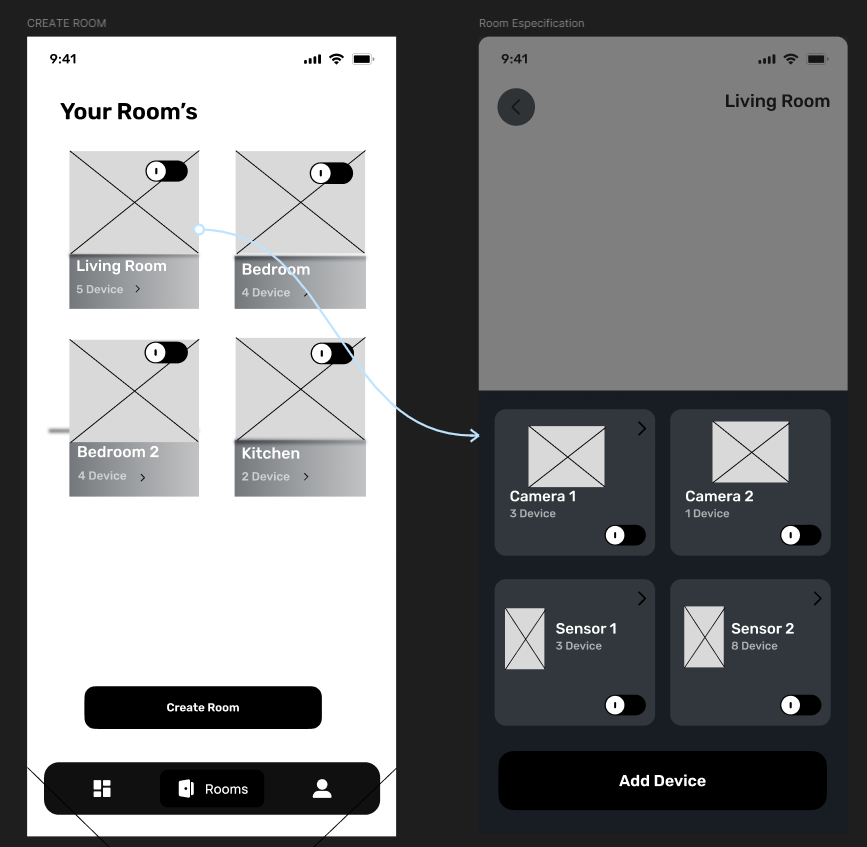 CREATE ROOM
9:41
Your Room's
Living Room
5 Device
Bedroom
4 Device
Bedroom 2
4 Device
Kitchen
2 Device
Create Room
Rooms
Room Especification
9:41
Living Room
Camera 1
3 Device
Camera 2
1 Device
Sensor 1
3 Device
Sensor 2
8 Device
Add Device